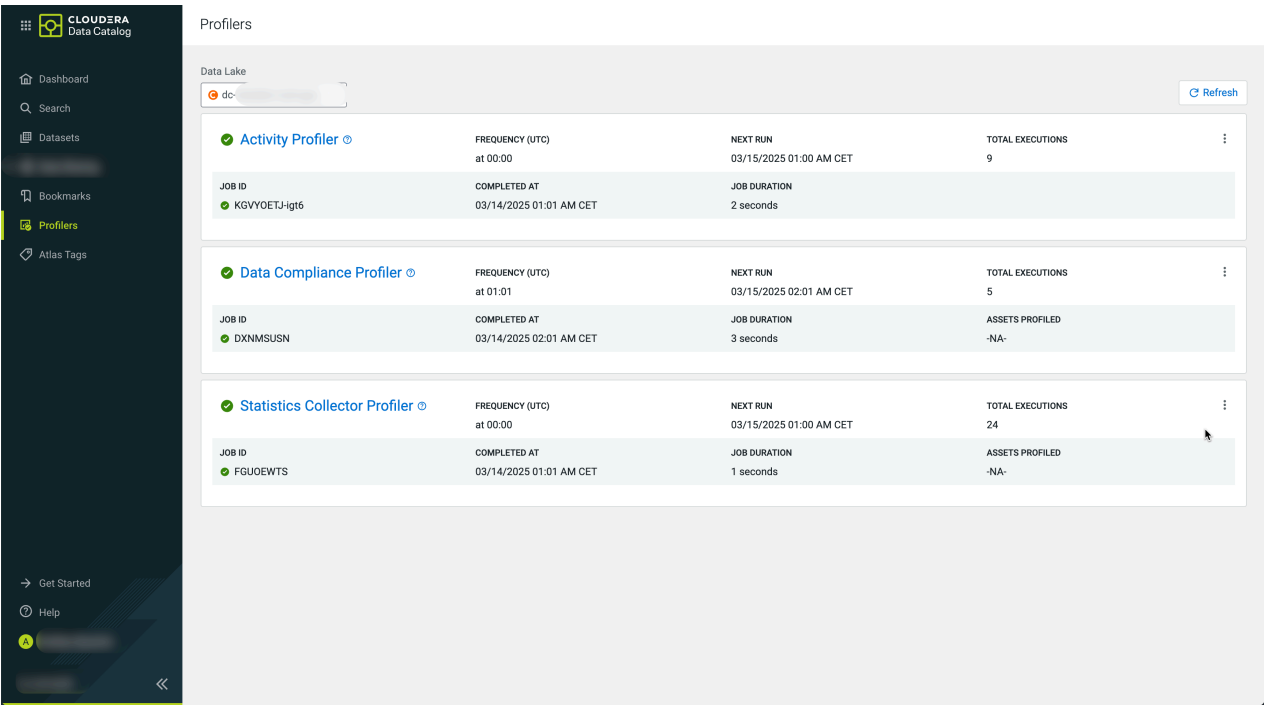 CLOUDERA
Data Catalog
Dashboard
Search
Datasets
Bookmarks
Profilers
Atlas Tags
Get Started
Help
A
Profilers
Data Lake
C dc-
Refresh
Activity Profiler ?
FREQUENCY (UTC) NEXT RUN TOTAL EXECUTIONS
at 00:00 03/15/2025 01:00 AM CET 9
JOB ID COMPLETED AT JOB DURATION
KGVYOETJ-igt6 03/14/2025 01:01 AM CET 2 seconds
Data Compliance Profiler ?
FREQUENCY (UTC) NEXT RUN TOTAL EXECUTIONS
at 01:01 03/15/2025 02:01 AM CET 5
JOB ID COMPLETED AT JOB DURATION ASSETS PROFILED
DXNMSUSN 03/14/2025 02:01 AM CET 3 seconds -NA-
Statistics Collector Profiler ?
FREQUENCY (UTC) NEXT RUN TOTAL EXECUTIONS
at 00:00 03/15/2025 01:00 AM CET 24
JOB ID COMPLETED AT JOB DURATION ASSETS PROFILED
FGUOEWTS 03/14/2025 01:01 AM CET 1 seconds -NA-